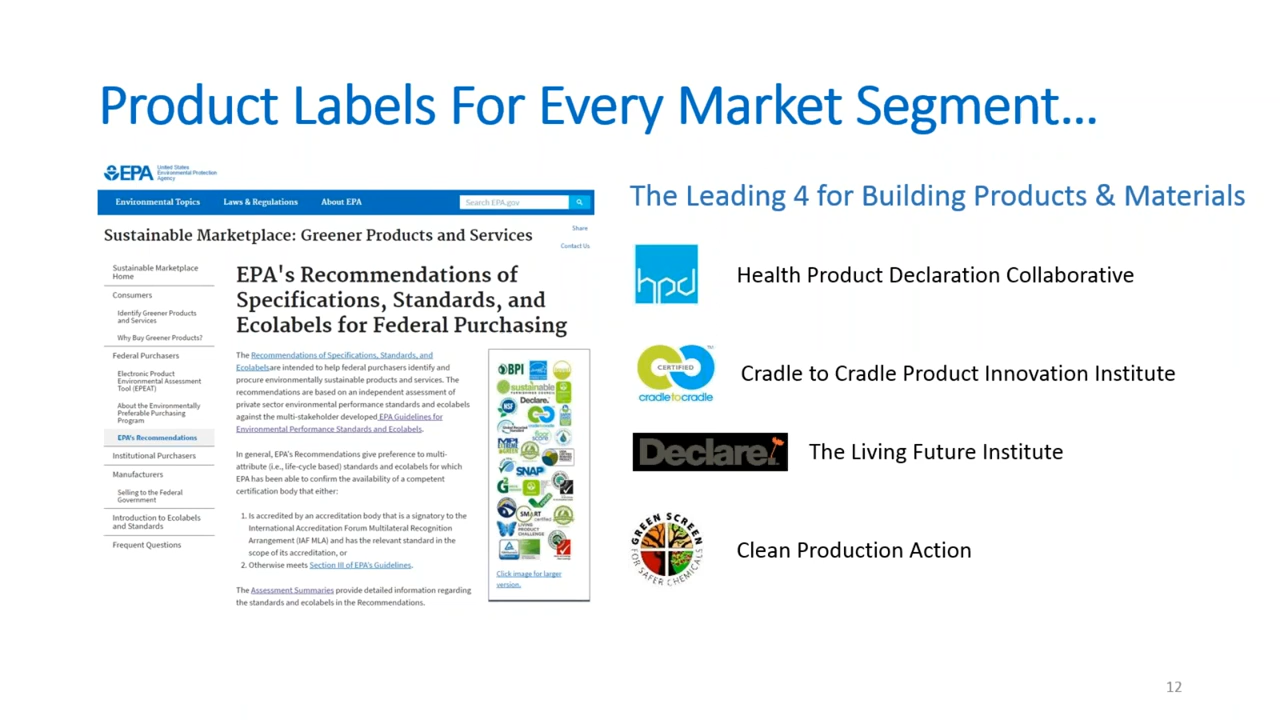 Product Labels For Every Market Segment...
EPA
United States
Environmental Protection
Agency
Environmental Topics
Laws & Regulations
About EPA
Search EPA.gov
Share
Sustainable Marketplace: Greener Products and Services
Contact Us
Sustainable Marketplace
Home
Consumers
Identify Greener Products
and Services
Why Buy Greener Products?
Federal Purchasers
Electronic Product
Environmental Assessment
Tool (EPEAT)
About the Environmentally
Preferable Purchasing
Program
EPA's Recommendations
Institutional Purchasers
Manufacturers
Selling to the Federal
Government
Introduction to Ecolabels
and Standards
Frequent Questions
EPA's Recommendations of
Specifications, Standards, and
Ecolabels for Federal Purchasing
The Recommendations of Specifications, Standards, and
Ecolabelsare intended to help federal purchasers identify and
procure environmentally sustainable products and services. The
recommendations are based on an independent assessment of
private sector environmental performance standards and ecolabels
against the multi-stakeholder developed EPA Guidelines for
Environmental Performance Standards and Ecolabels.
In general, EPA's Recommendations give preference to multi-
attribute (i.e., life-cycle based) standards and ecolabels for which
EPA has been able to confirm the availability of a competent
certification body that either:
1. Is accredited by an accreditation body that is a signatory to the
International Accreditation Forum Multilateral Recognition
Arrangement (IAF MLA) and has the relevant standard in the
scope of its accreditation, or
2. Otherwise meets Section III of EPA's Guidelines.
The Assessment Summaries provide detailed information regarding
the standards and ecolabels in the Recommendations.
BPI
sustainable
FURNISHINGS COUNCIL
Declare.
NSF
MPI
SNAP
SMaRT
LIVING
PRODUCT
CHALLENGE
Click image for larger
version.
The Leading 4 for Building Products & Materials
hpd
Health Product Declaration Collaborative
CERTIFIED
cradletocradle
TM
Cradle to Cradle Product Innovation Institute
Declare.
The Living Future Institute
GREEN SCREEN
FOR SAFER CHEMICALS
Clean Production Action
12